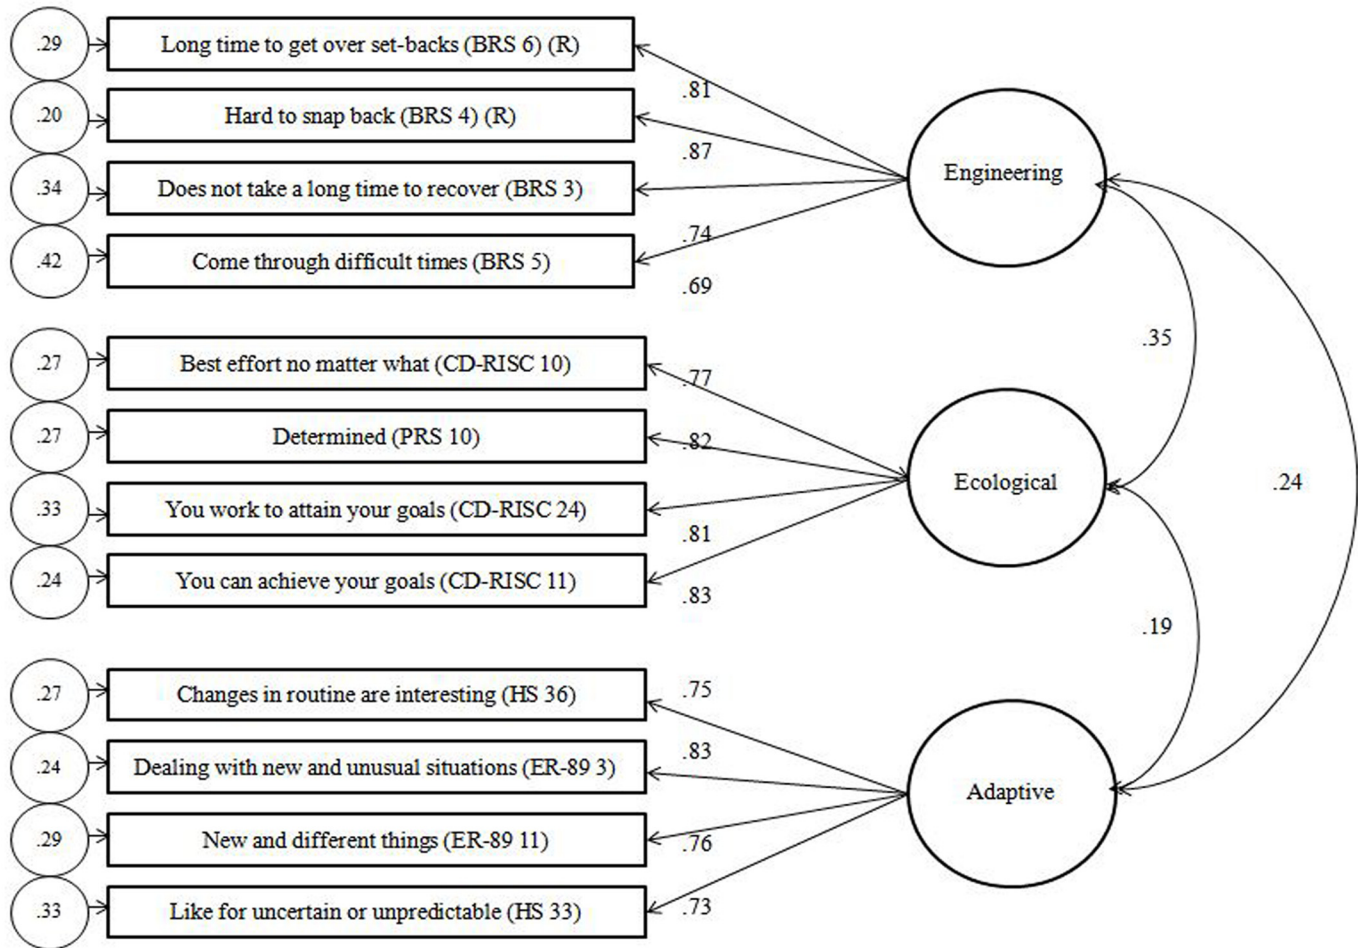 .29
Long time to get over set-backs (BRS 6) (R)
.81
.20
Hard to snap back (BRS 4) (R)
.87
.34
Does not take a long time to recover (BRS 3)
.74
.42
Come through difficult times (BRS 5)
.69
Engineering
.35
.27
Best effort no matter what (CD-RISC 10)
.77
.27
Determined (PRS 10)
.82
.33
You work to attain your goals (CD-RISC 24)
.81
.24
You can achieve your goals (CD-RISC 11)
.83
Ecological
.24
.19
.27
Changes in routine are interesting (HS 36)
.75
.24
Dealing with new and unusual situations (ER-89 3)
.83
.29
New and different things (ER-89 11)
.76
.33
Like for uncertain or unpredictable (HS 33)
.73
Adaptive